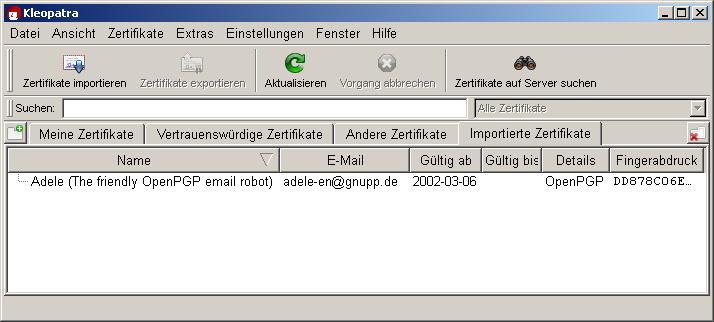 Kleopatra
Datei Ansicht Zertifikate Extras Einstellungen Fenster Hilfe
Zertifikate importieren Zertifikate exportieren Aktualisieren Vorgang abbrechen Zertifikate auf Server suchen
Suchen: Alle Zertifikate
Meine Zertifikate Vertrauenswürdige Zertifikate Andere Zertifikate Importierte Zertifikate
Name E-Mail Gültig ab Gültig bis Details Fingerabdruck
Adele (The friendly OpenPGP email robot) adele-en@gnupp.de 2002-03-06 OpenPGP DD878C06E...